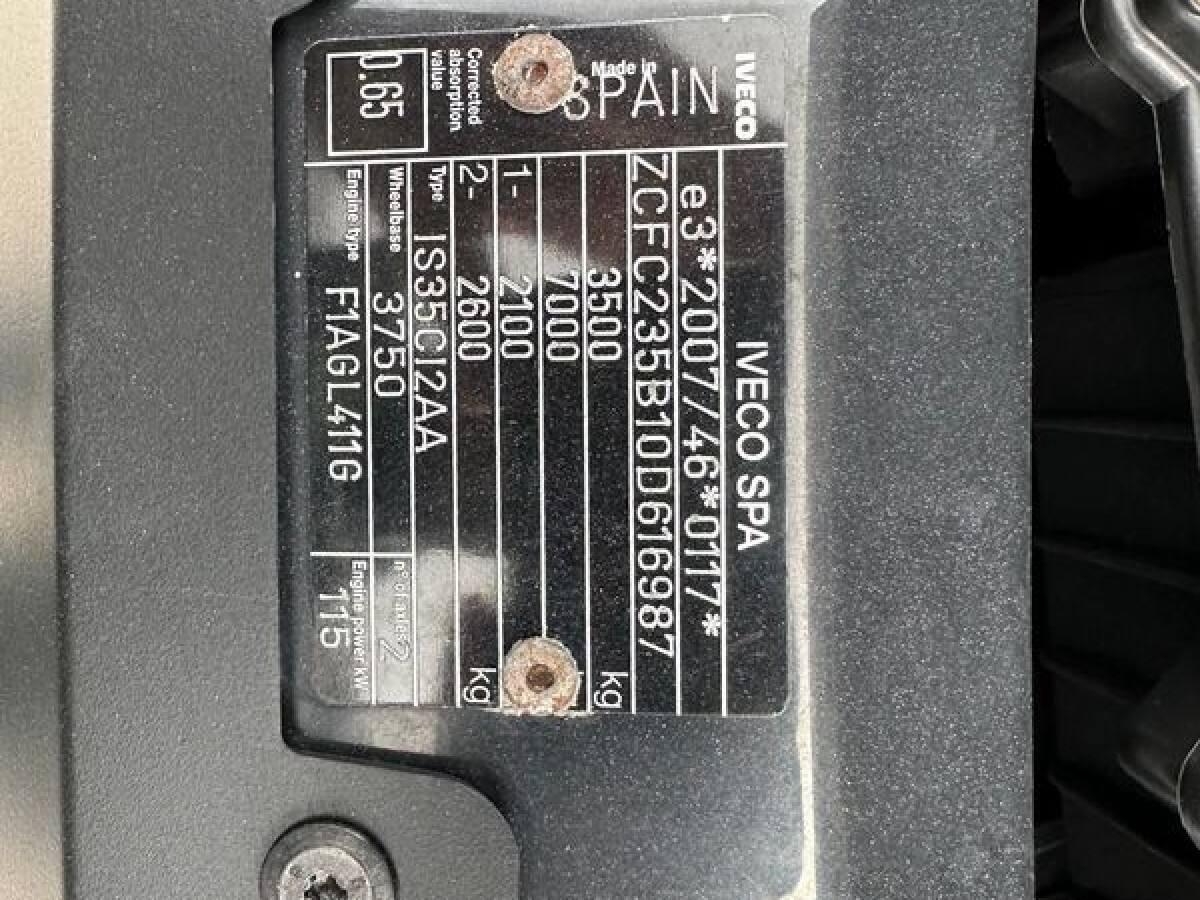 IVECO SPA
e3*2007/46*0117*
ZCFC235B10D616987
3500 kg
7000
1- 2100
2- 2600 kg
Type IS35CI2AA
Wheelbase 3750 n° of axles 2
Engine type F1AGL411G Engine power kW 115
IVECO
Made in SPAIN
Corrected
absorption
value
0.65